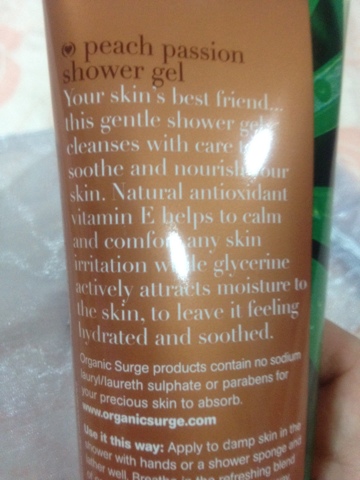 peach passion
shower gel
Your skin's best friend...
this gentle shower gel
cleanses with care to
soothe and nourish your
skin. Natural antioxidant
vitamin E helps to calm
and comfort any skin
irritation while glycerine
actively attracts moisture to
the skin, to leave it feeling
hydrated and soothed.
Organic Surge products contain no sodium
lauryl/laureth sulphate or parabens for
your precious skin to absorb.
www.organicsurge.com
Use it this way: Apply to damp skin in the
shower with hands or a shower sponge and
lather well. Breathe in the refreshing blend